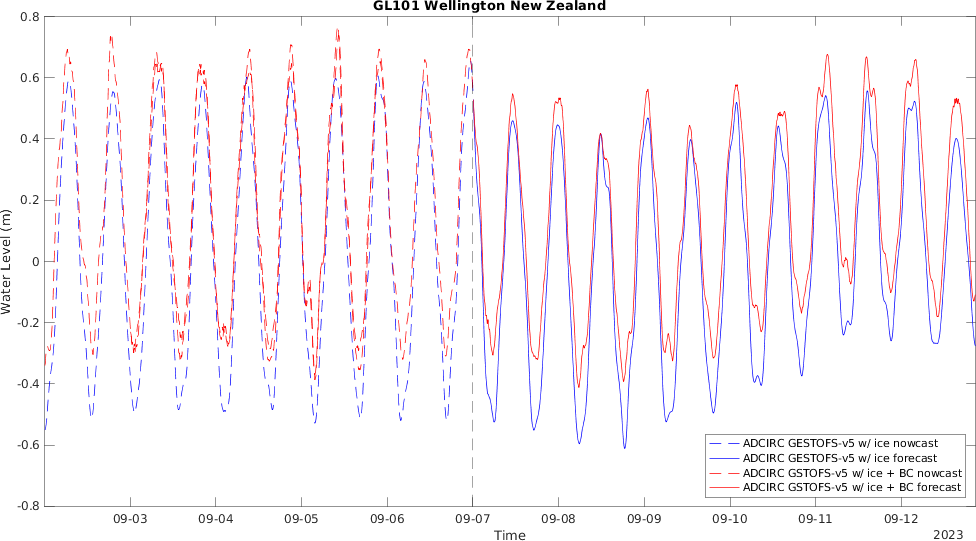 GL101 Wellington New Zealand
0.8
0.6
0.4
0.2
0
-0.2
-0.4
-0.6
-0.8
Water Level (m)
ADCIRC GESTOFS-v5 w/ ice nowcast
ADCIRC GESTOFS-v5 w/ ice forecast
ADCIRC GSTOFS-v5 w/ ice + BC nowcast
ADCIRC GSTOFS-v5 w/ ice + BC forecast
09-03 09-04 09-05 09-06 09-07 09-08 09-09 09-10 09-11 09-12
Time
2023